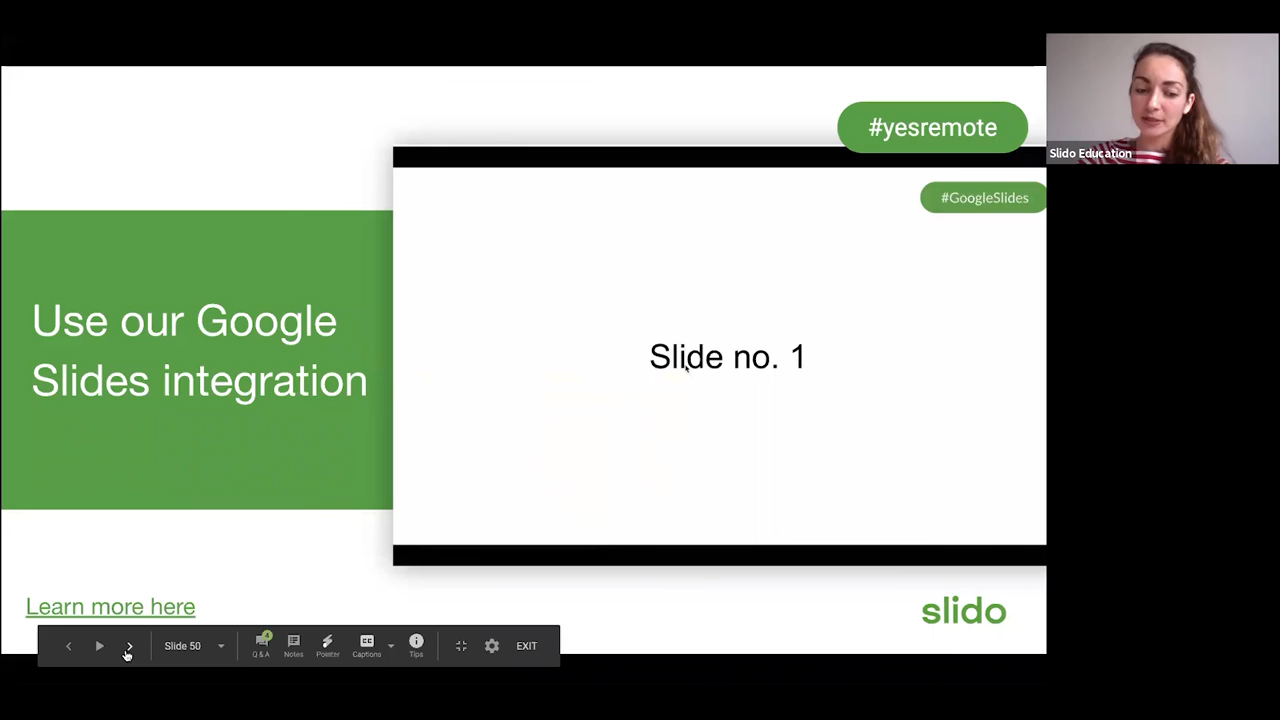 #yesremote
Slido Education
#GoogleSlides
Use our Google
Slides integration
Slide no. 1
Learn more here
slido
Slide 50
4
Q & A
Notes
Pointer
Captions
Tips
EXIT